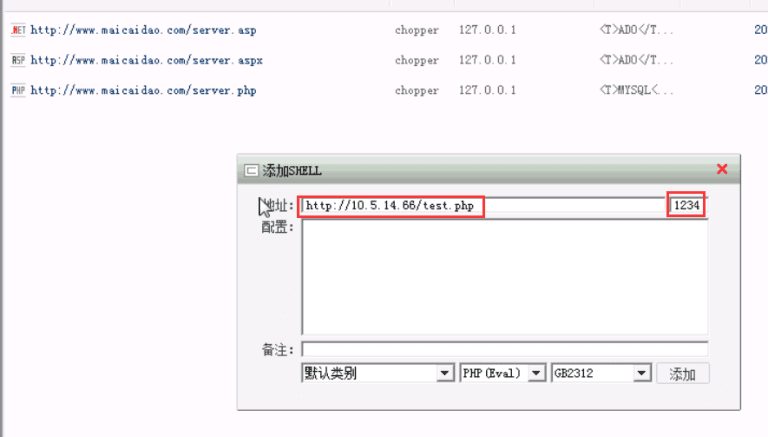 .NET http://www.maicaidao.com/server.asp chopper 127.0.0.1 <T>ADO</T... 20
ASP http://www.maicaidao.com/server.aspx chopper 127.0.0.1 <T>ADO</T... 20
PHP http://www.maicaidao.com/server.php chopper 127.0.0.1 <T>MYSQL<... 20
添加SHELL
地址: http://10.5.14.66/test.php 1234
配置:
备注:
默认类别 PHP(Eval) GB2312 添加